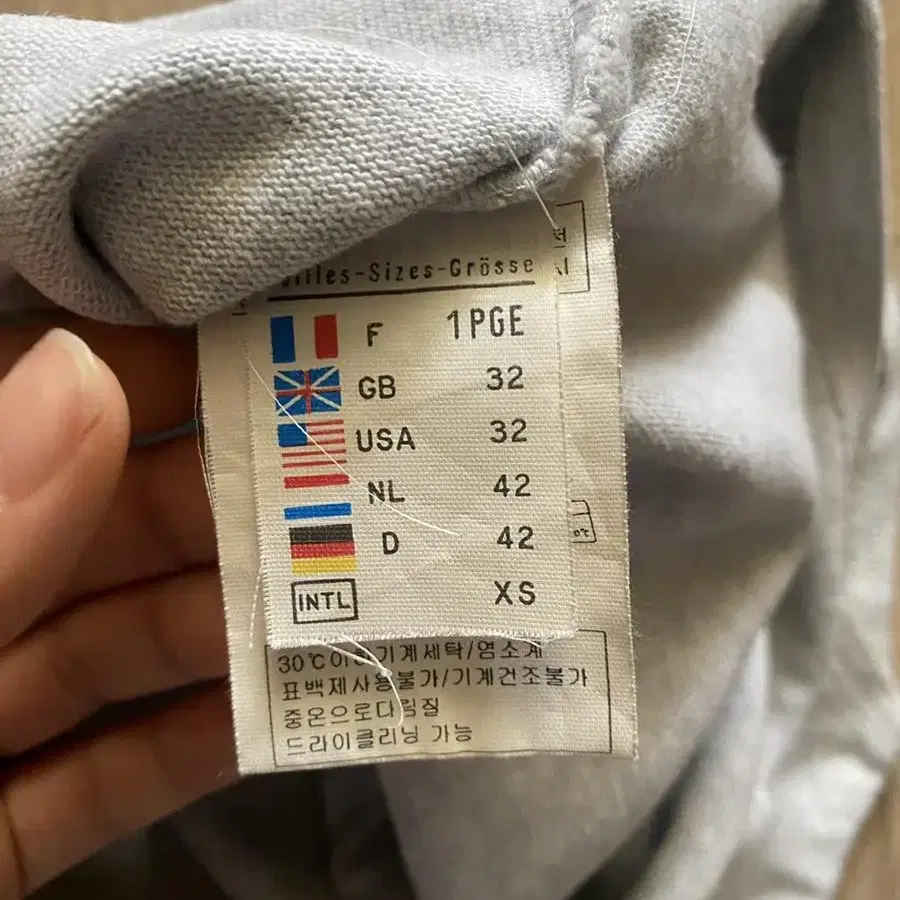 -Sizes-Grösse
F 1PGE
GB 32
USA 32
NL 42
D 42
INTL XS
30℃이하기계세탁/염소계
표백제사용불가/기계건조불가
중온으로다림질
드라이클리닝 가능